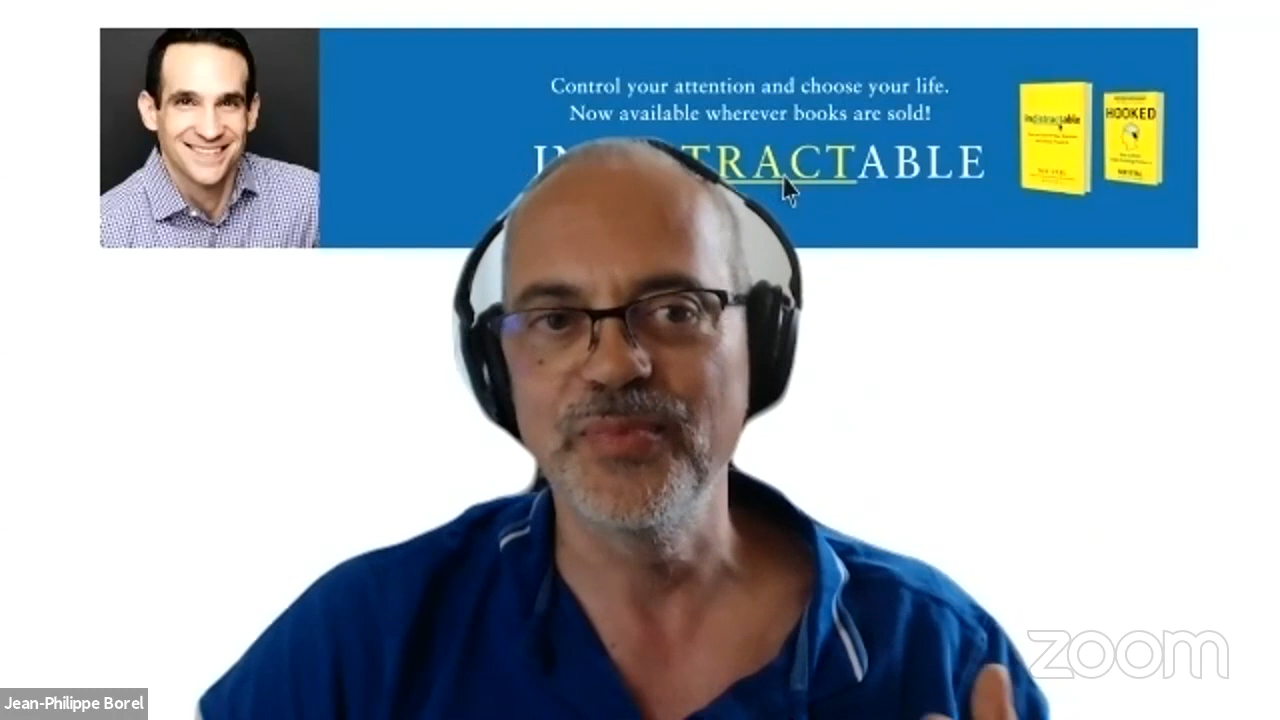 Control your attention and choose your life.
Now available wherever books are sold!
TRACTABLE
indistractable
HOOKED
zoom
Jean-Philippe Borel